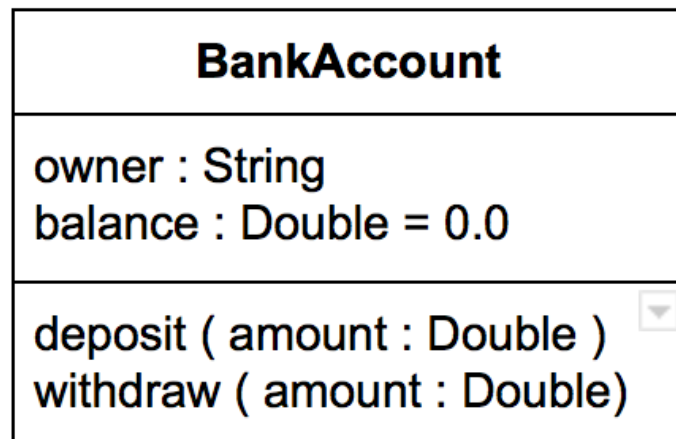 BankAccount
owner : String
balance : Double = 0.0
deposit ( amount : Double )
withdraw ( amount : Double)